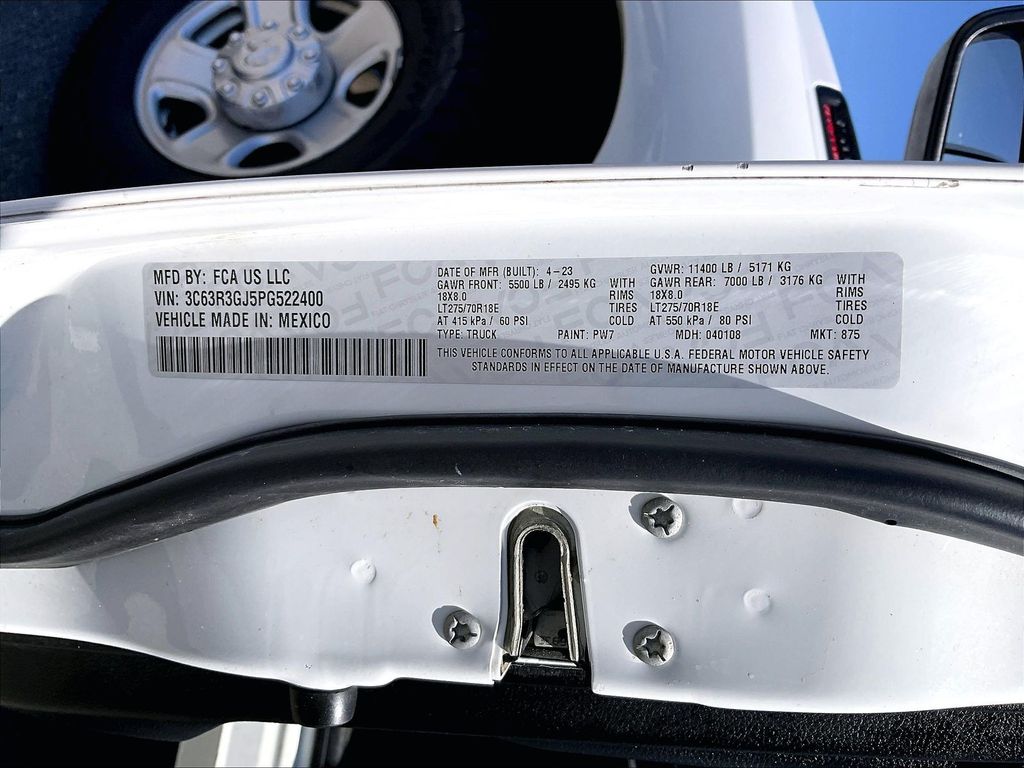 MFD BY: FCA US LLC
VIN: 3C63R3GJ5PG522400
VEHICLE MADE IN: MEXICO
DATE OF MFR (BUILT): 4-23
GAWR FRONT: 5500 LB / 2495 KG WITH
18X8.0 RIMS
LT275/70R18E TIRES
AT 415 kPa / 60 PSI COLD
GVWR: 11400 LB / 5171 KG
GAWR REAR: 7000 LB / 3176 KG WITH
18X8.0 RIMS
LT275/70R18E TIRES
AT 550 kPa / 80 PSI COLD
TYPE: TRUCK PAINT: PW7 MDH: 040108 MKT: 875
THIS VEHICLE CONFORMS TO ALL APPLICABLE U.S.A. FEDERAL MOTOR VEHICLE SAFETY
STANDARDS IN EFFECT ON THE DATE OF MANUFACTURE SHOWN ABOVE.